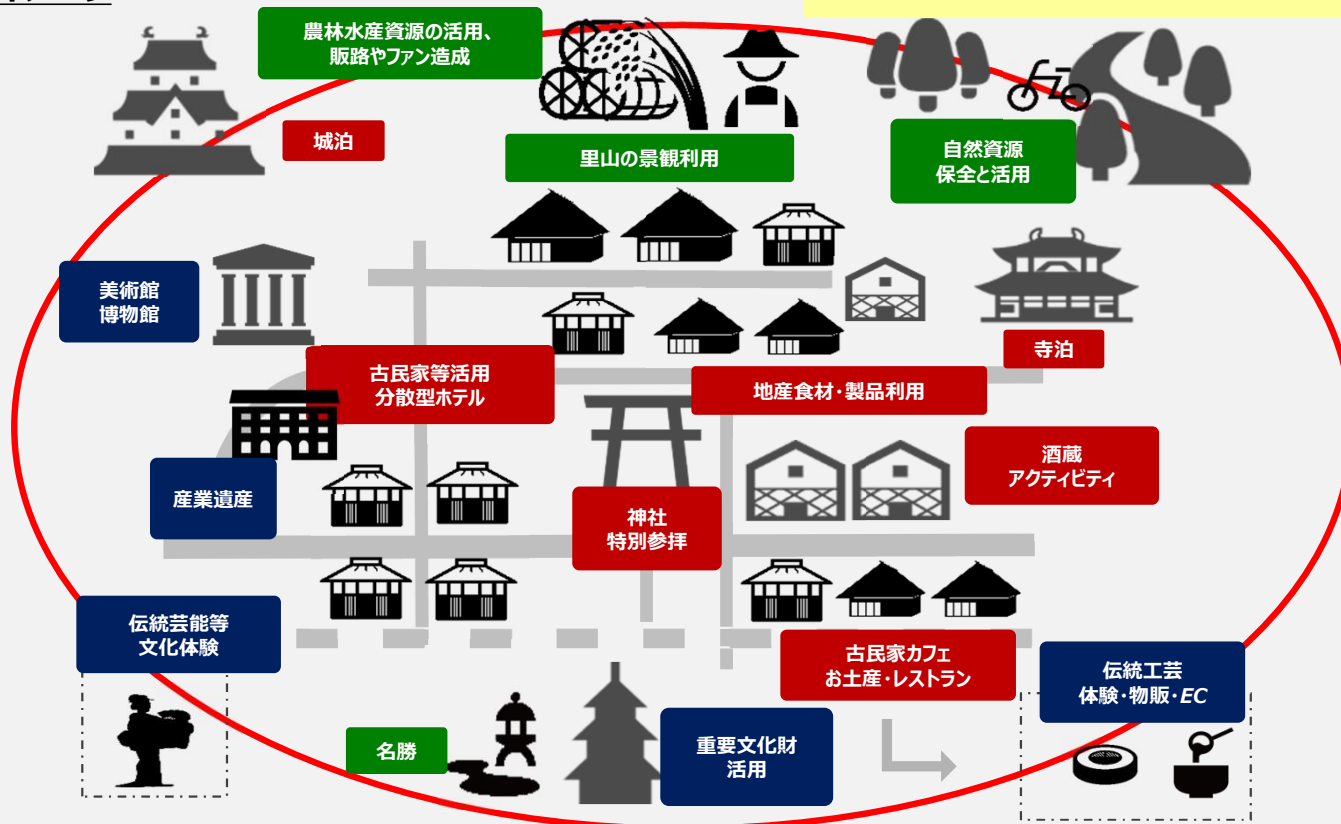 農林水産資源の活用、
販路やファン造成
城泊
里山の景観利用
自然資源
保全と活用
美術館
博物館
寺泊
古民家等活用
分散型ホテル
地産食材・製品利用
酒蔵
アクティビティ
産業遺産
神社
特別参拝
伝統芸能等
文化体験
古民家カフェ
お土産・レストラン
伝統工芸
体験・物販・EC
名勝
重要文化財
活用